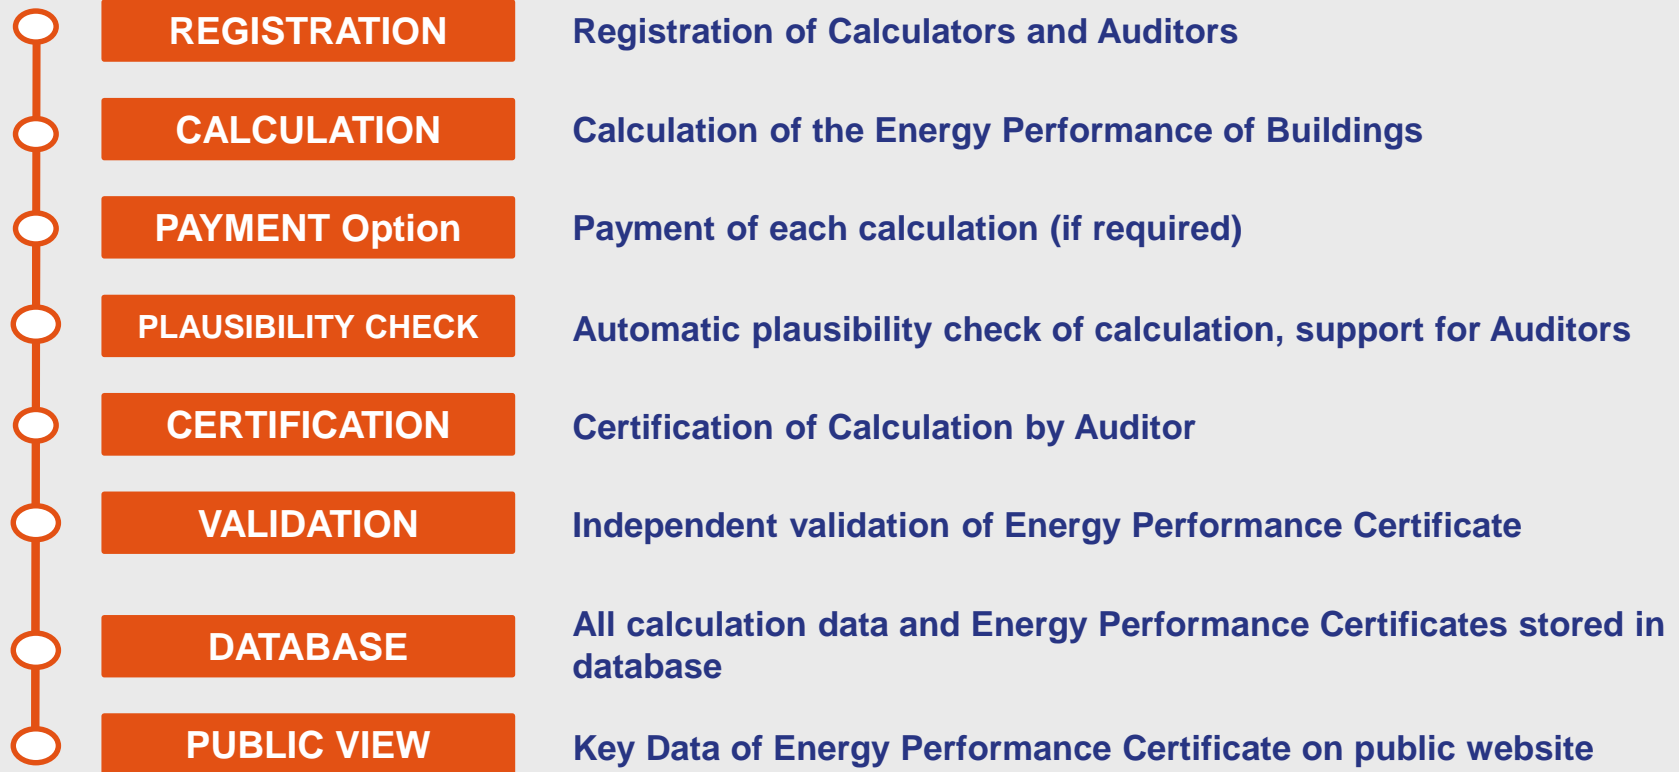 REGISTRATION
Registration of Calculators and Auditors
CALCULATION
Calculation of the Energy Performance of Buildings
PAYMENT Option
Payment of each calculation (if required)
PLAUSIBILITY CHECK
Automatic plausibility check of calculation, support for Auditors
CERTIFICATION
Certification of Calculation by Auditor
VALIDATION
Independent validation of Energy Performance Certificate
DATABASE
All calculation data and Energy Performance Certificates stored in
database
PUBLIC VIEW
Key Data of Energy Performance Certificate on public website